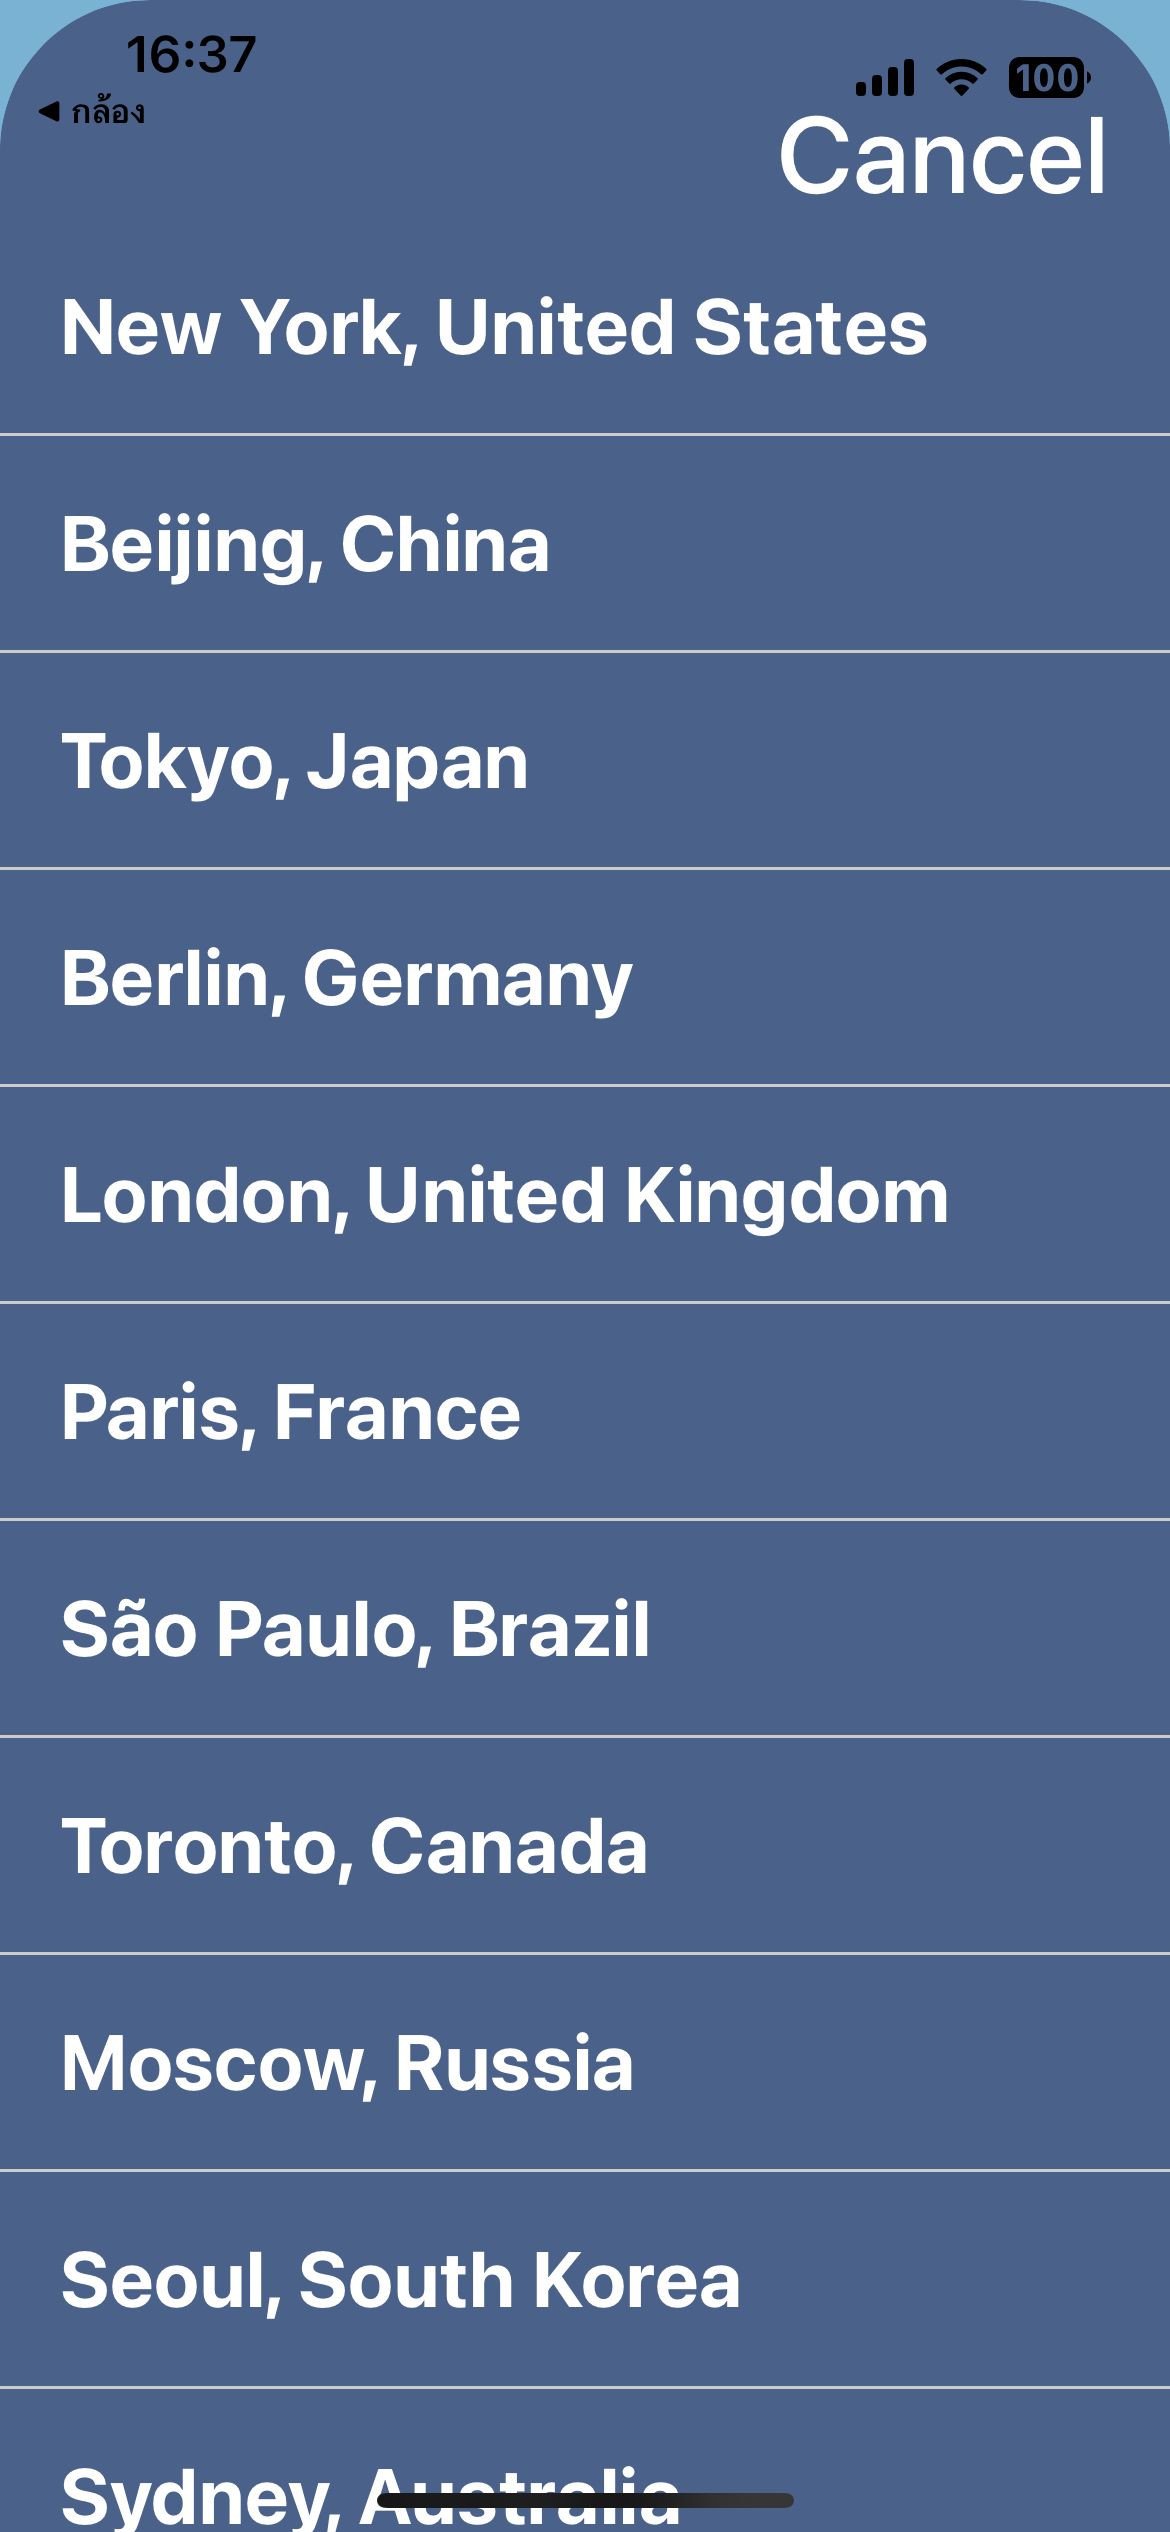 16:37
100
◀ กล้อง
Cancel
New York, United States
Beijing, China
Tokyo, Japan
Berlin, Germany
London, United Kingdom
Paris, France
São Paulo, Brazil
Toronto, Canada
Moscow, Russia
Seoul, South Korea
Sydney, Australia